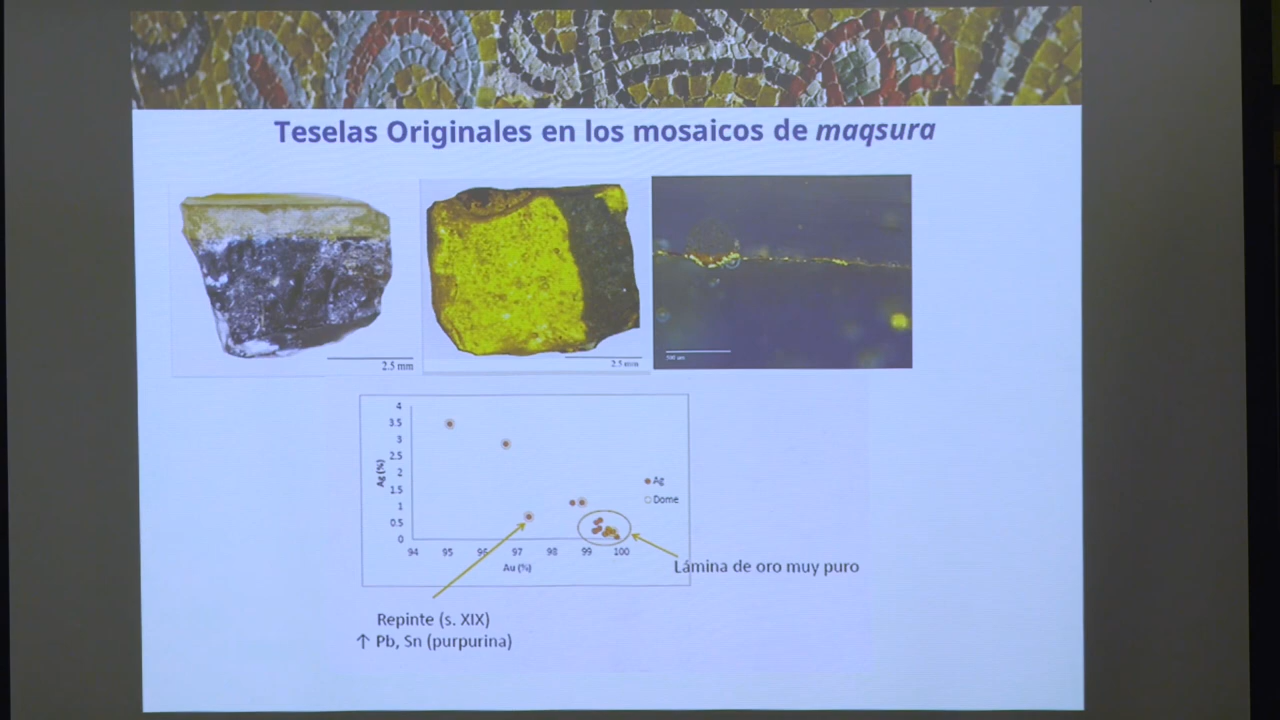 Teselas Originales en los mosaicos de maqsura
2.5 mm
2.5 mm
4
3.5
3
2.5
2
1.5
1
0.5
0
Ag (%)
94 95 96 97 98 99 100
Au (%)
Ag
Dome
Lámina de oro muy puro
Repinte (s. XIX)
↑ Pb, Sn (purpurina)